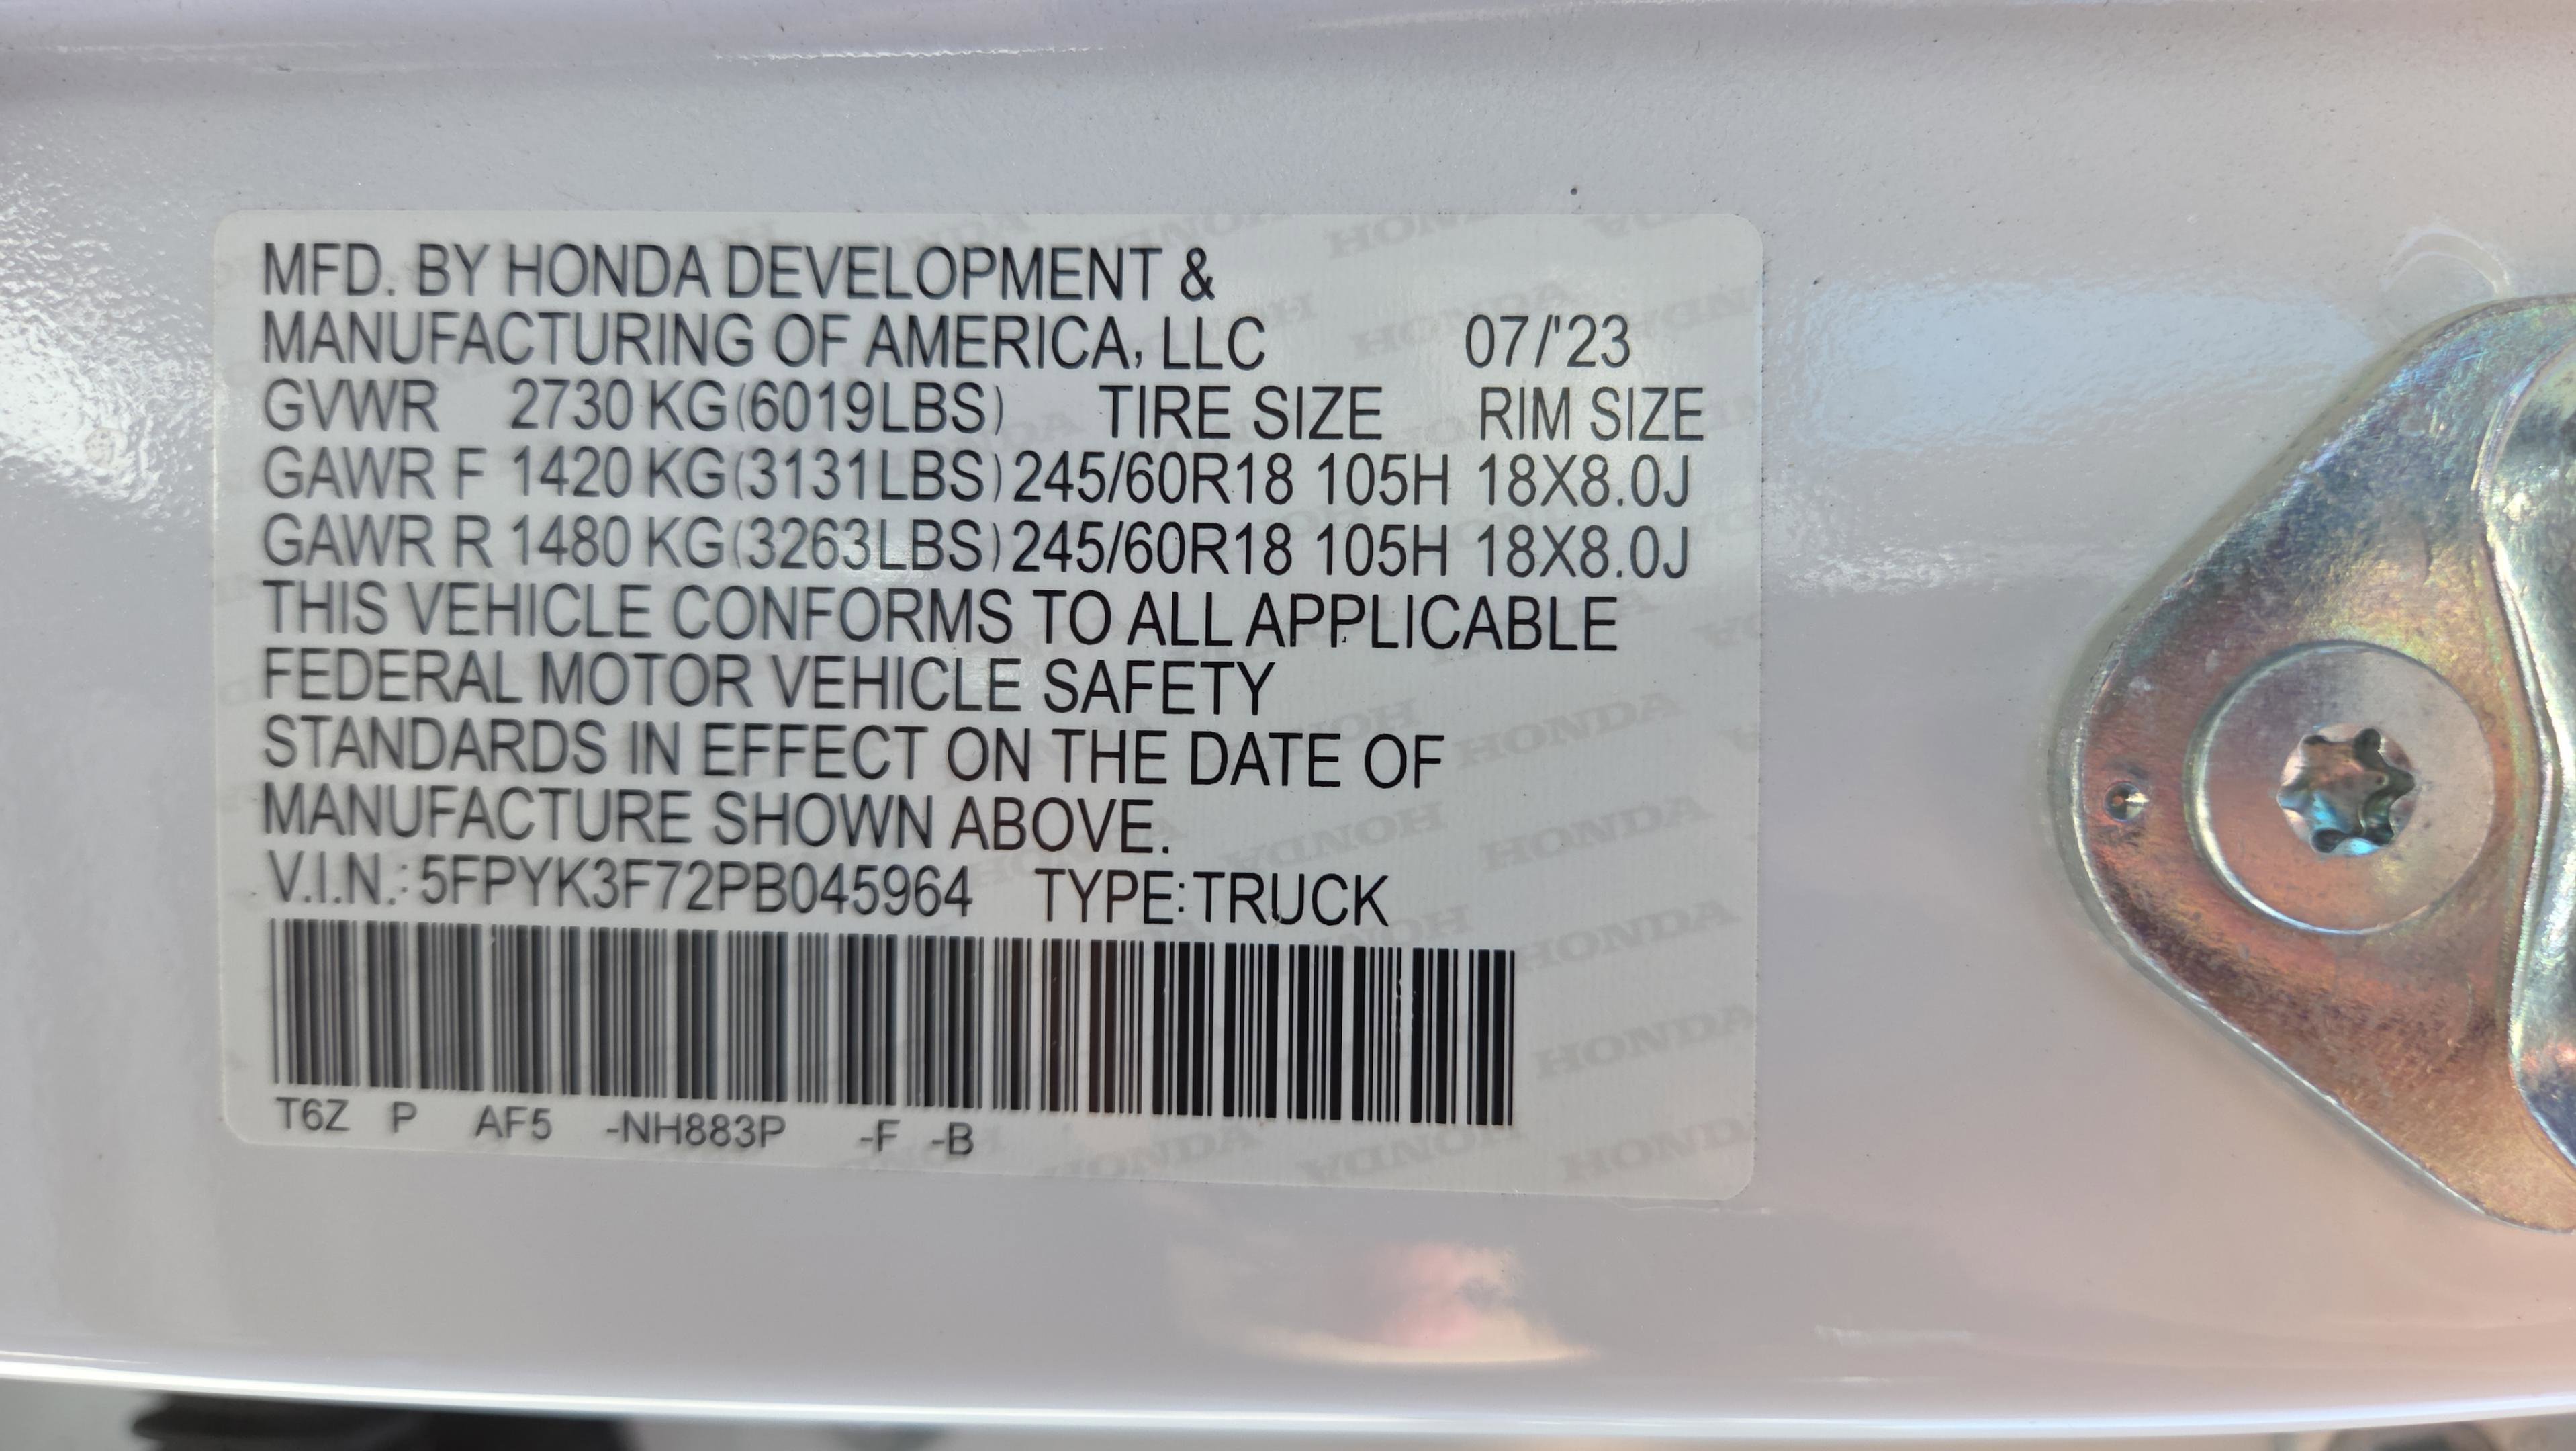 MFD. BY HONDA DEVELOPMENT &
MANUFACTURING OF AMERICA, LLC 07/'23
GVWR 2730 KG(6019LBS) TIRE SIZE RIM SIZE
GAWR F 1420 KG(3131LBS) 245/60R18 105H 18X8.0J
GAWR R 1480 KG(3263LBS) 245/60R18 105H 18X8.0J
THIS VEHICLE CONFORMS TO ALL APPLICABLE
FEDERAL MOTOR VEHICLE SAFETY
STANDARDS IN EFFECT ON THE DATE OF
MANUFACTURE SHOWN ABOVE.
V.I.N.: 5FPYK3F72PB045964 TYPE:TRUCK
T6Z P AF5 -NH883P -F -B